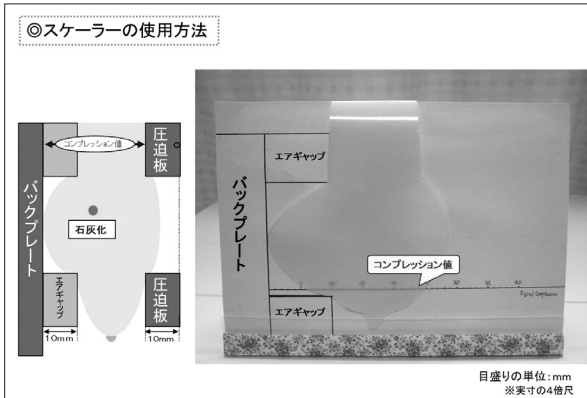 ◎スケーラーの使用方法
コンプレッション値
圧迫板
バックプレート
石灰化
エアギャップ
圧迫板
10mm
10mm
エアギャップ
バックプレート
コンプレッション値
エアギャップ
目盛りの単位:mm
※実寸の4倍尺